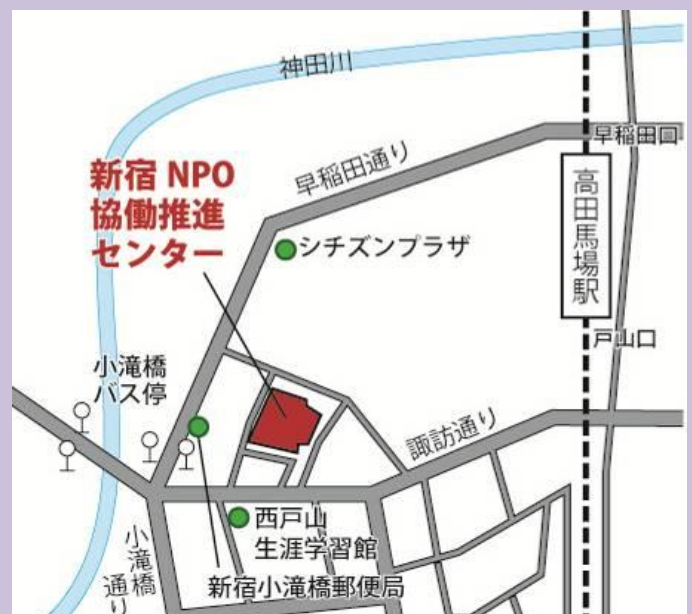 神田川
早稲田口
早稲田通り
新宿 NPO
協働推進
センター
高田馬場駅
シチズンプラザ
戸山口
小滝橋
バス停
諏訪通り
西戸山
生涯学習館
小滝橋
通り
新宿小滝橋郵便局